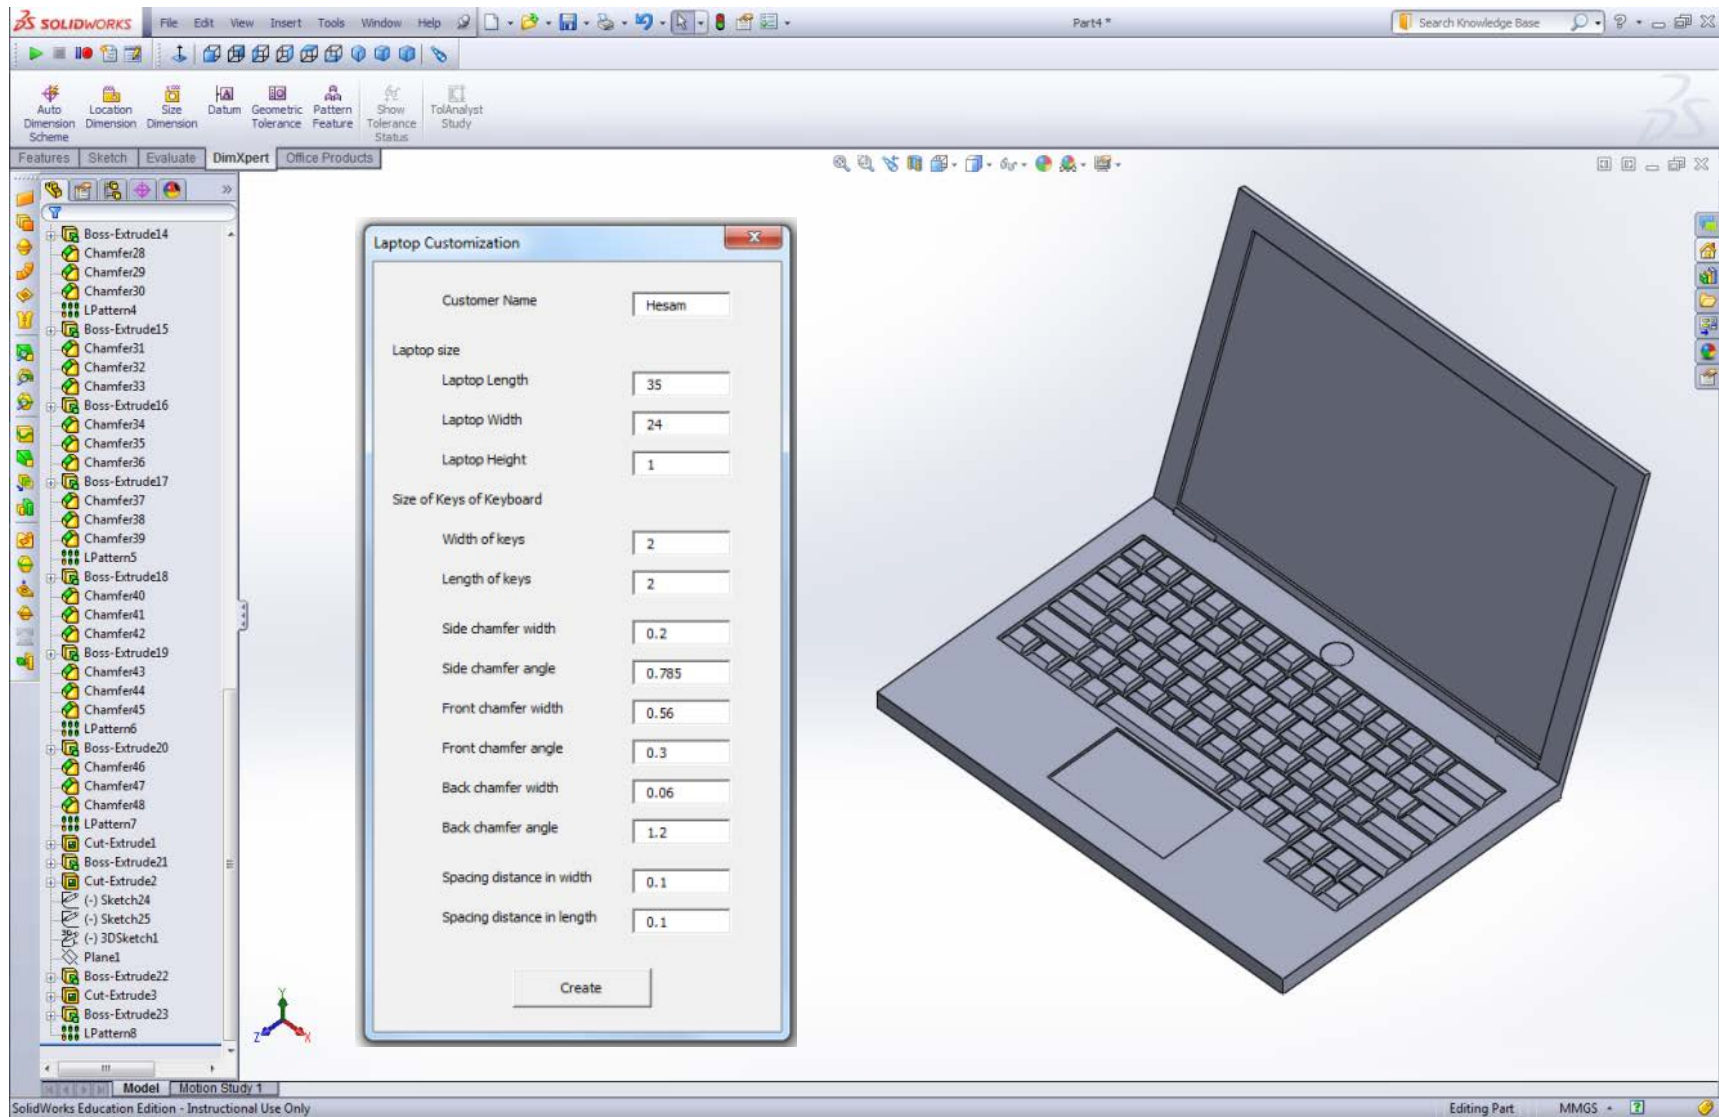 SOLIDWORKS File Edit View Insert Tools Window Help Part4 * Search Knowledge Base
Auto Dimension Scheme
Location Dimension
Size Dimension
Datum
Geometric Tolerance
Pattern Feature
Show Tolerance Status
TolAnalyst Study
Features Sketch Evaluate DimXpert Office Products
Boss-Extrude14
Chamfer28
Chamfer29
Chamfer30
LPattern4
Boss-Extrude15
Chamfer31
Chamfer32
Chamfer33
Boss-Extrude16
Chamfer34
Chamfer35
Chamfer36
Boss-Extrude17
Chamfer37
Chamfer38
Chamfer39
LPattern5
Boss-Extrude18
Chamfer40
Chamfer41
Chamfer42
Boss-Extrude19
Chamfer43
Chamfer44
Chamfer45
LPattern6
Boss-Extrude20
Chamfer46
Chamfer47
Chamfer48
LPattern7
Cut-Extrude1
Boss-Extrude21
Cut-Extrude2
(-) Sketch24
(-) Sketch25
(-) 3DSketch1
Plane1
Boss-Extrude22
Cut-Extrude3
Boss-Extrude23
LPattern8
Laptop Customization
Customer Name Hesam
Laptop size
Laptop Length 35
Laptop Width 24
Laptop Height 1
Size of Keys of Keyboard
Width of keys 2
Length of keys 2
Side chamfer width 0.2
Side chamfer angle 0.785
Front chamfer width 0.56
Front chamfer angle 0.3
Back chamfer width 0.06
Back chamfer angle 1.2
Spacing distance in width 0.1
Spacing distance in length 0.1
Create
Y
Z X
Model Motion Study 1
SolidWorks Education Edition - Instructional Use Only Editing Part MMGS